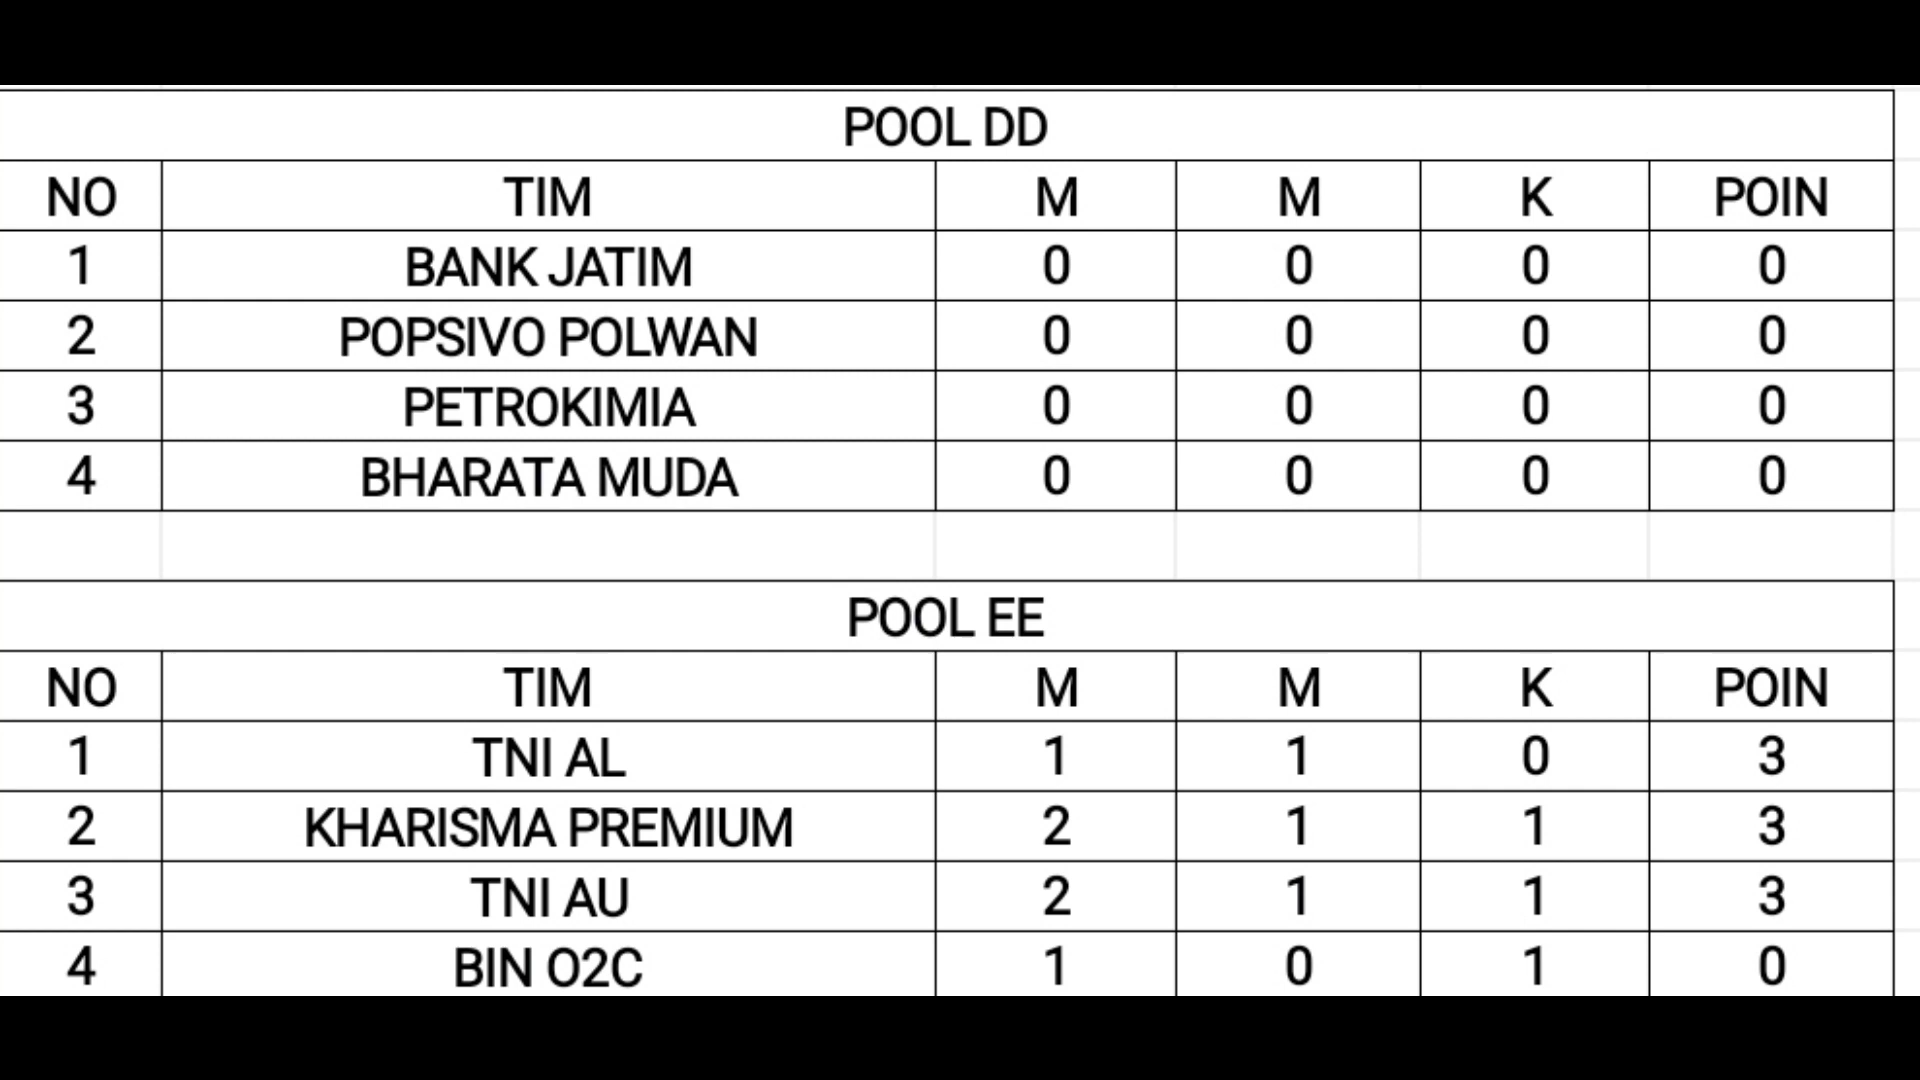 POOL DD
NO TIM M M K POIN
1 BANK JATIM 0 0 0 0
2 POPSIVO POLWAN 0 0 0 0
3 PETROKIMIA 0 0 0 0
4 BHARATA MUDA 0 0 0 0
POOL EE
NO TIM M M K POIN
1 TNI AL 1 1 0 3
2 KHARISMA PREMIUM 2 1 1 3
3 TNI AU 2 1 1 3
4 BIN O2C 1 0 1 0